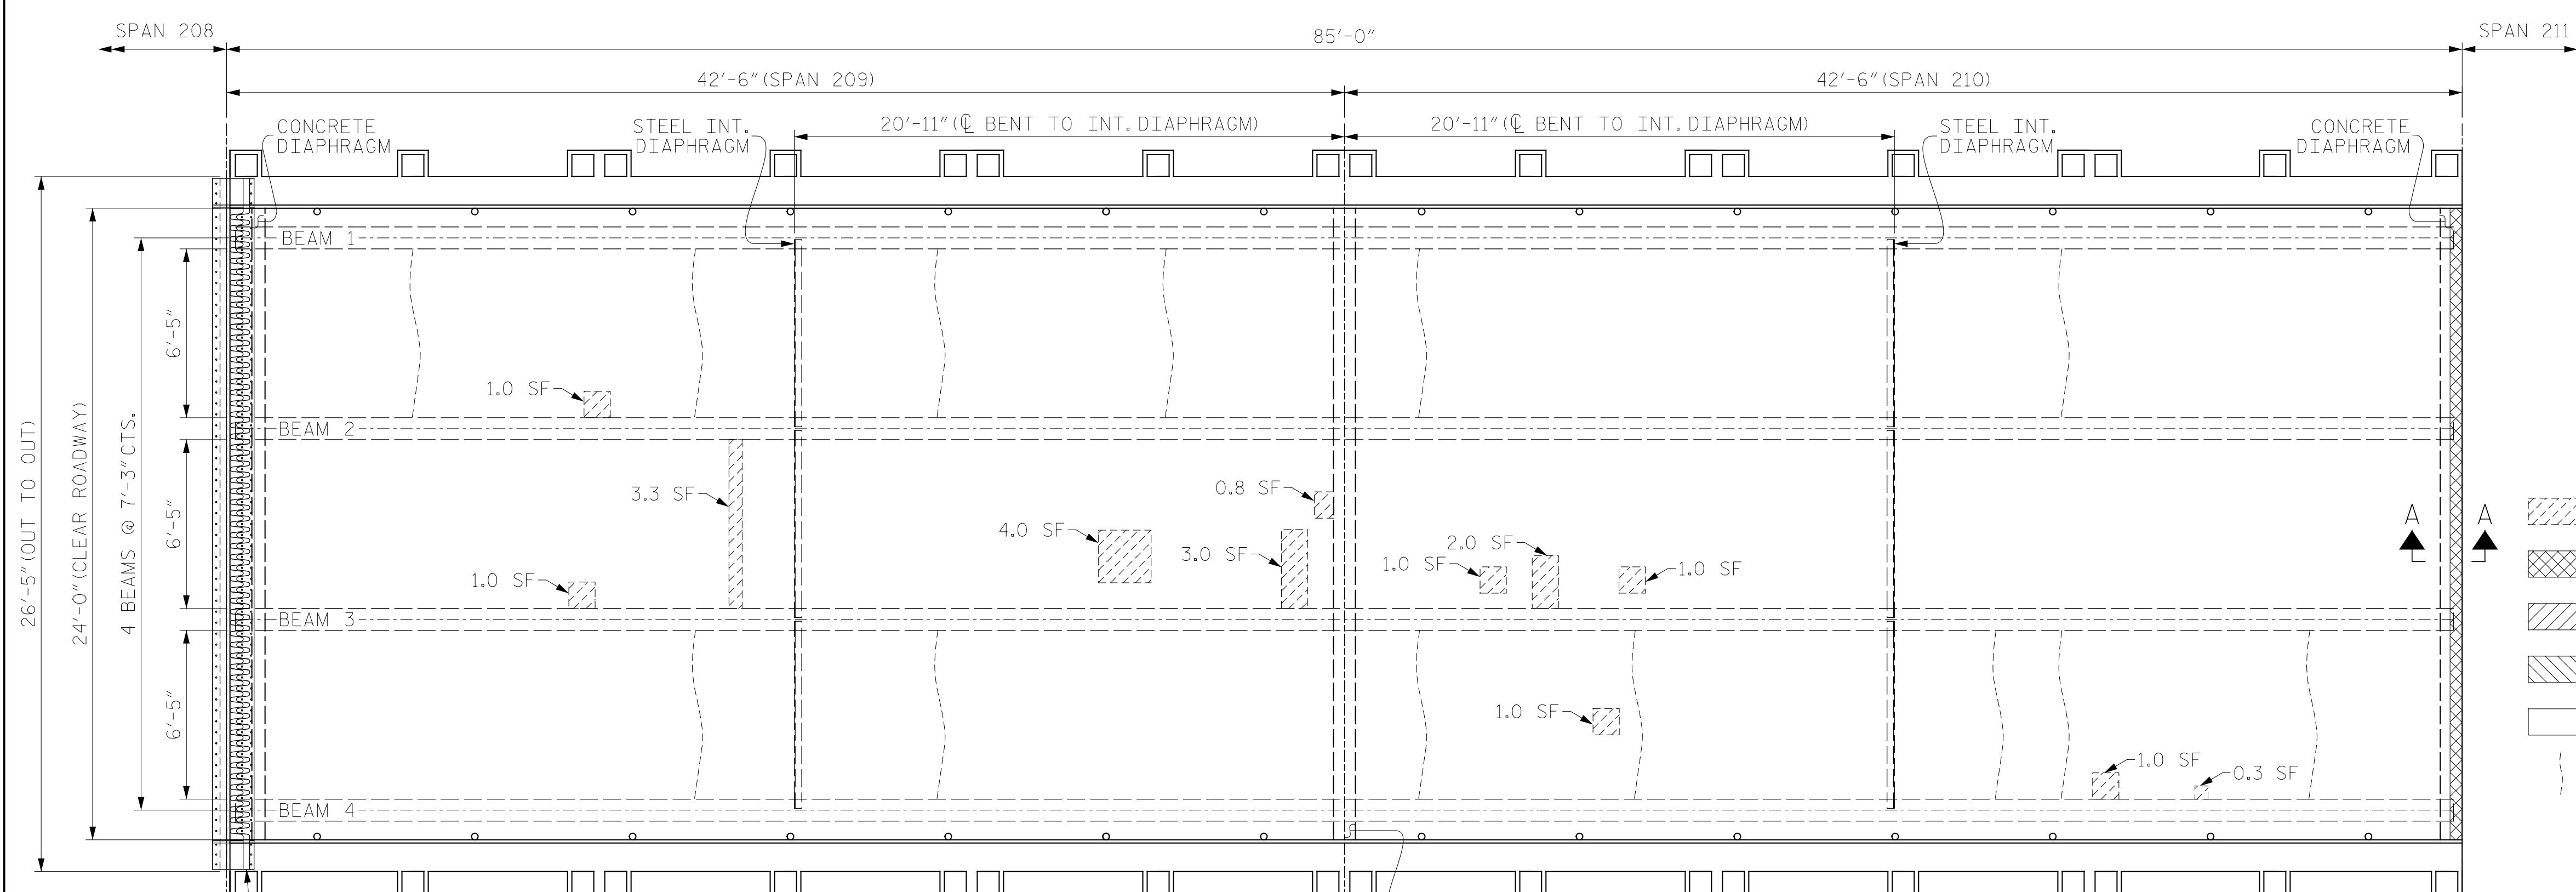 SPAN 208
85'-0"
SPAN 211
42'-6" (SPAN 209)
42'-6" (SPAN 210)
CONCRETE
DIAPHRAGM
STEEL INT.
DIAPHRAGM
20'-11" (℄ BENT TO INT. DIAPHRAGM)
20'-11" (℄ BENT TO INT. DIAPHRAGM)
STEEL INT.
DIAPHRAGM
CONCRETE
DIAPHRAGM
BEAM 1
6'-5"
1.0 SF
BEAM 2
26'-5" (OUT TO OUT)
24'-0" (CLEAR ROADWAY)
4 BEAMS @ 7'-3" CTS.
6'-5"
3.3 SF
0.8 SF
4.0 SF
3.0 SF
2.0 SF
1.0 SF
1.0 SF
1.0 SF
A
A
BEAM 3
6'-5"
1.0 SF
1.0 SF
0.3 SF
BEAM 4